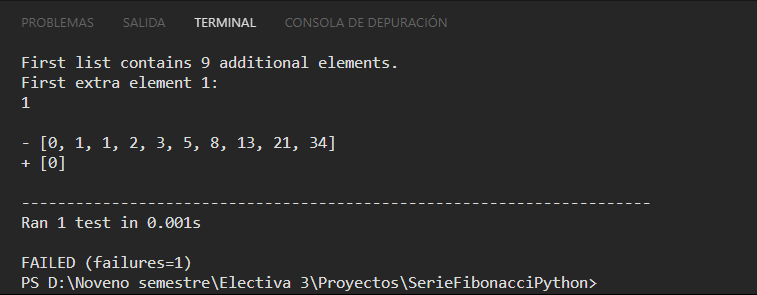 PROBLEMAS SALIDA TERMINAL CONSOLA DE DEPURACIÓN
First list contains 9 additional elements.
First extra element 1:
1
- [0, 1, 1, 2, 3, 5, 8, 13, 21, 34]
+ [0]
----------------------------------------------------------------------
Ran 1 test in 0.001s
FAILED (failures=1)
PS D:\Noveno semestre\Electiva 3\Proyectos\SerieFibonacciPython>